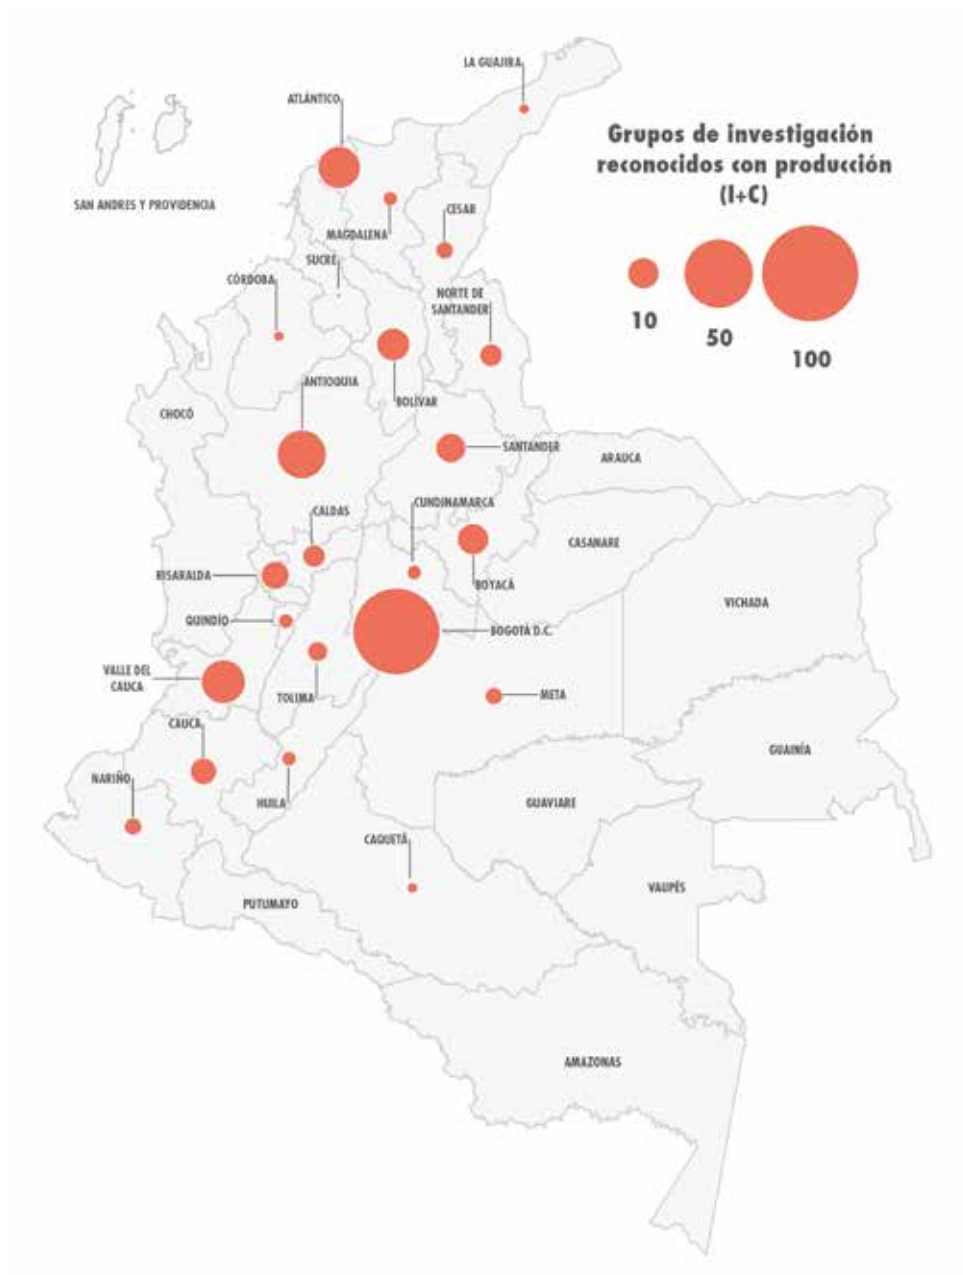 LA GUAJIRA
ATLÁNTICO
Grupos de investigación
reconocidos con producción
(I+C)
SAN ANDRES Y PROVIDENCIA
CESAR
MAGDALENA
SUCRE
CÓRDOBA
NORTE DE
SANTANDER
10
50
100
ANTIOQUIA
BOLÍVAR
CHOCÓ
SANTANDER
ARAUCA
CUNDINAMARCA
CALDAS
CASANARE
RISARALDA
BOYACÁ
VICHADA
QUINDÍO
BOGOTÁ D.C.
VALLE DEL
CAUCA
TOLIMA
META
CAUCA
GUAINÍA
NARIÑO
HUILA
GUAVIARE
CAQUETÁ
VAUPÉS
PUTUMAYO
AMAZONAS